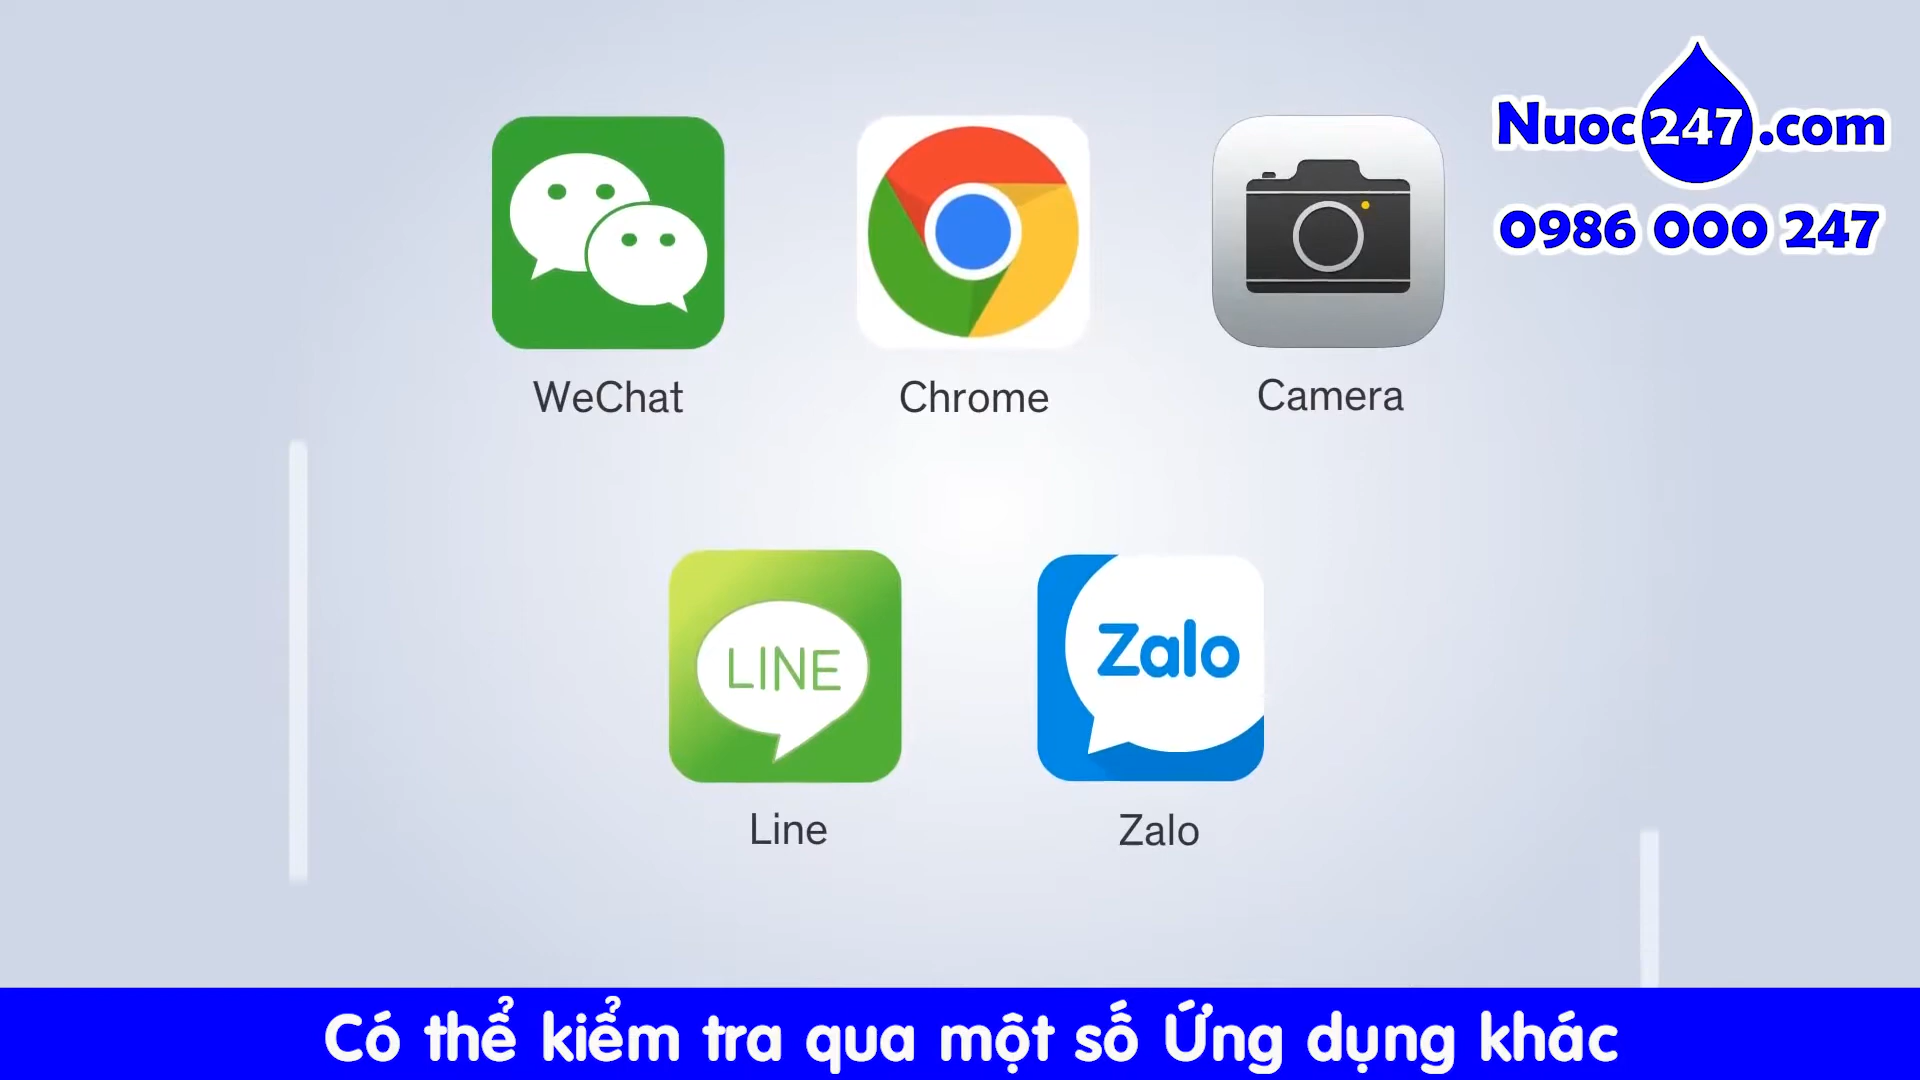 Nuoc247.com
0986 000 247
WeChat
Chrome
Camera
LINE
Zalo
Line
Zalo
Có thể kiểm tra qua một số Ứng dụng khác